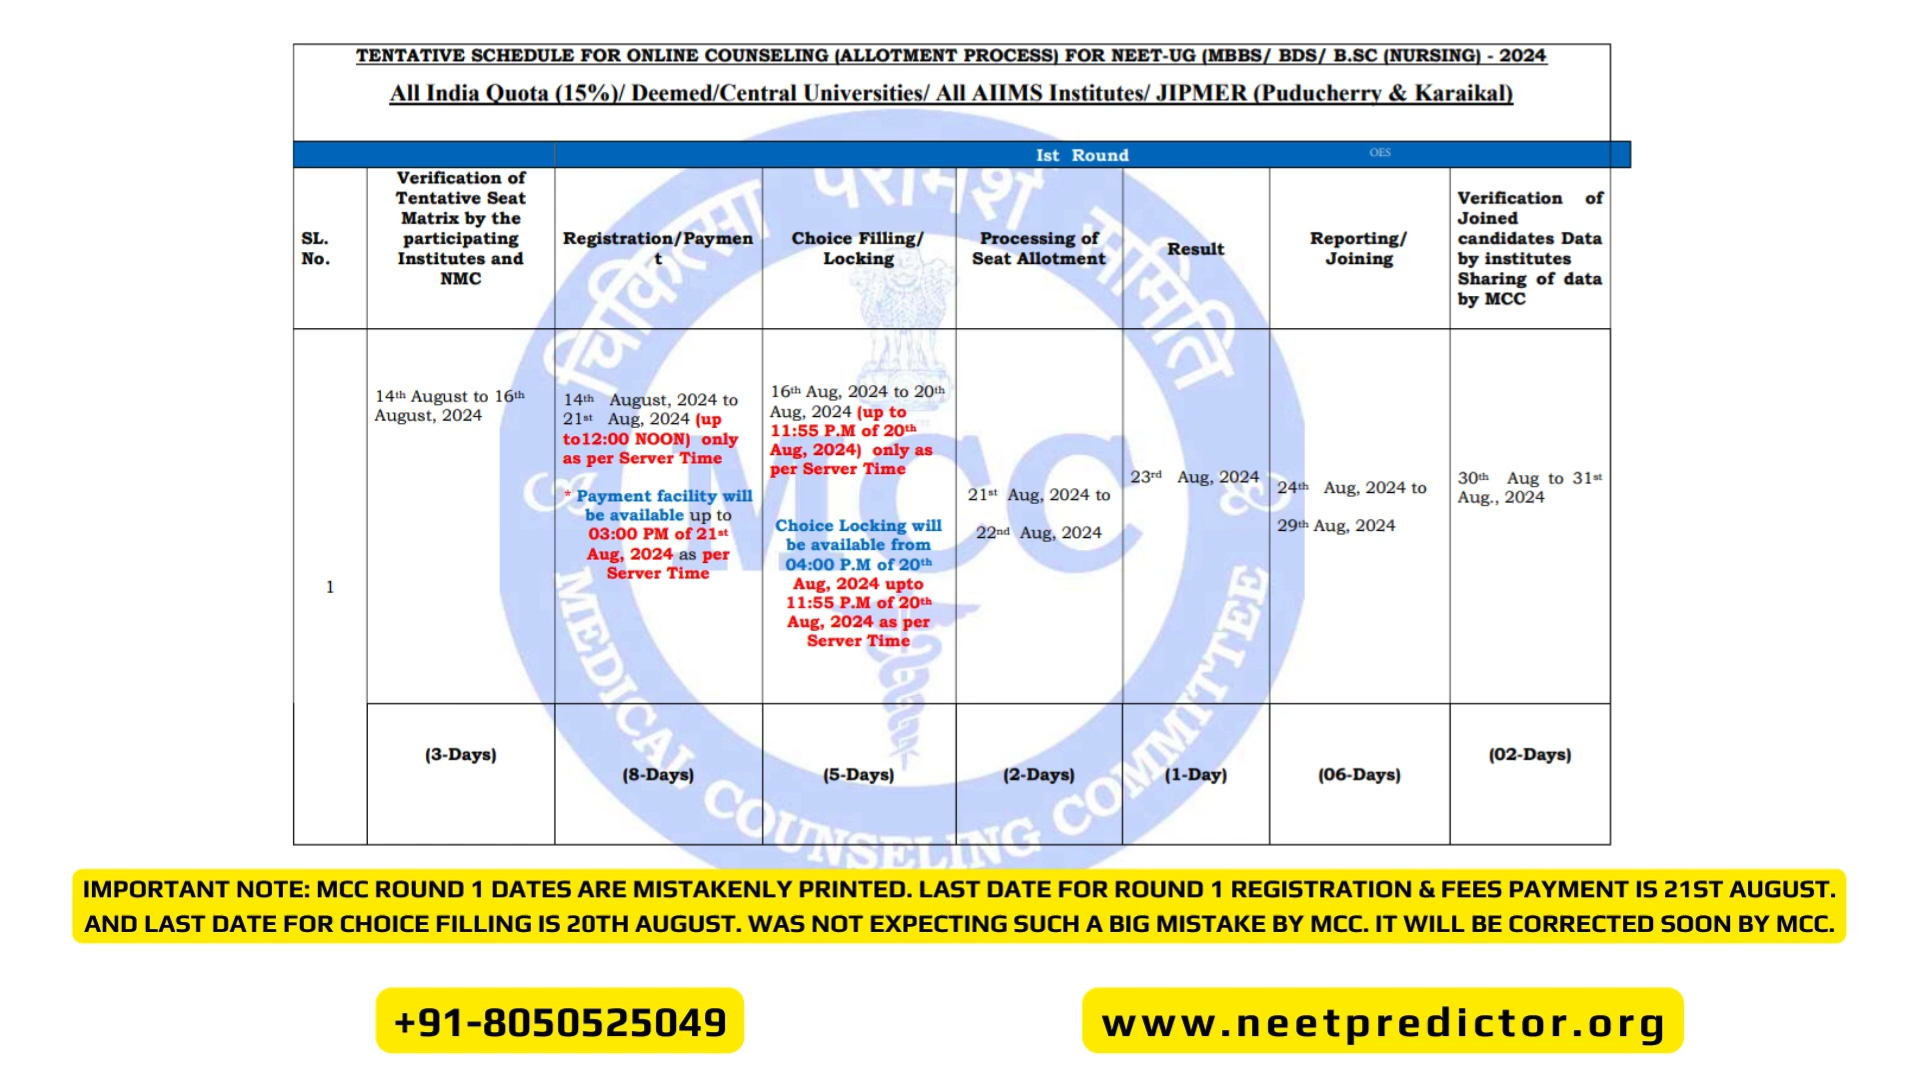 TENTATIVE SCHEDULE FOR ONLINE COUNSELING (ALLOTMENT PROCESS) FOR NEET-UG (MBBS/ BDS/ B.SC (NURSING) - 2024
All India Quota (15%)/ Deemed/Central Universities/ All AIIMS Institutes/ JIPMER (Puducherry & Karaikal)
Ist Round
OES
SL.
No.
Verification of
Tentative Seat
Matrix by the
participating
Institutes and
NMC
Registration/Paymen
t
Choice Filling/
Locking
Processing of
Seat Allotment
Result
Reporting/
Joining
Verification of
Joined
candidates Data
by institutes
Sharing of data
by MCC
1
14th August to 16th
August, 2024
14th August, 2024 to
21st Aug, 2024 (up
to12:00 NOON) only
as per Server Time
* Payment facility will
be available up to
03:00 PM of 21st
Aug, 2024 as per
Server Time
16th Aug, 2024 to 20th
Aug, 2024 (up to
11:55 P.M of 20th
Aug, 2024) only as
per Server Time
Choice Locking will
be available from
04:00 P.M of 20th
Aug, 2024 upto
11:55 P.M of 20th
Aug, 2024 as per
Server Time
21st Aug, 2024 to
22nd Aug, 2024
23rd Aug, 2024
24th Aug, 2024 to
29th Aug, 2024
30th Aug to 31st
Aug., 2024
(3-Days)
(8-Days)
(5-Days)
(2-Days)
(1-Day)
(06-Days)
(02-Days)
चिकित्सा परामर्श समिति
MCC
MEDICAL COUNSELING COMMITTEE
IMPORTANT NOTE: MCC ROUND 1 DATES ARE MISTAKENLY PRINTED. LAST DATE FOR ROUND 1 REGISTRATION & FEES PAYMENT IS 21ST AUGUST.
AND LAST DATE FOR CHOICE FILLING IS 20TH AUGUST. WAS NOT EXPECTING SUCH A BIG MISTAKE BY MCC. IT WILL BE CORRECTED SOON BY MCC.
+91-8050525049
www.neetpredictor.org